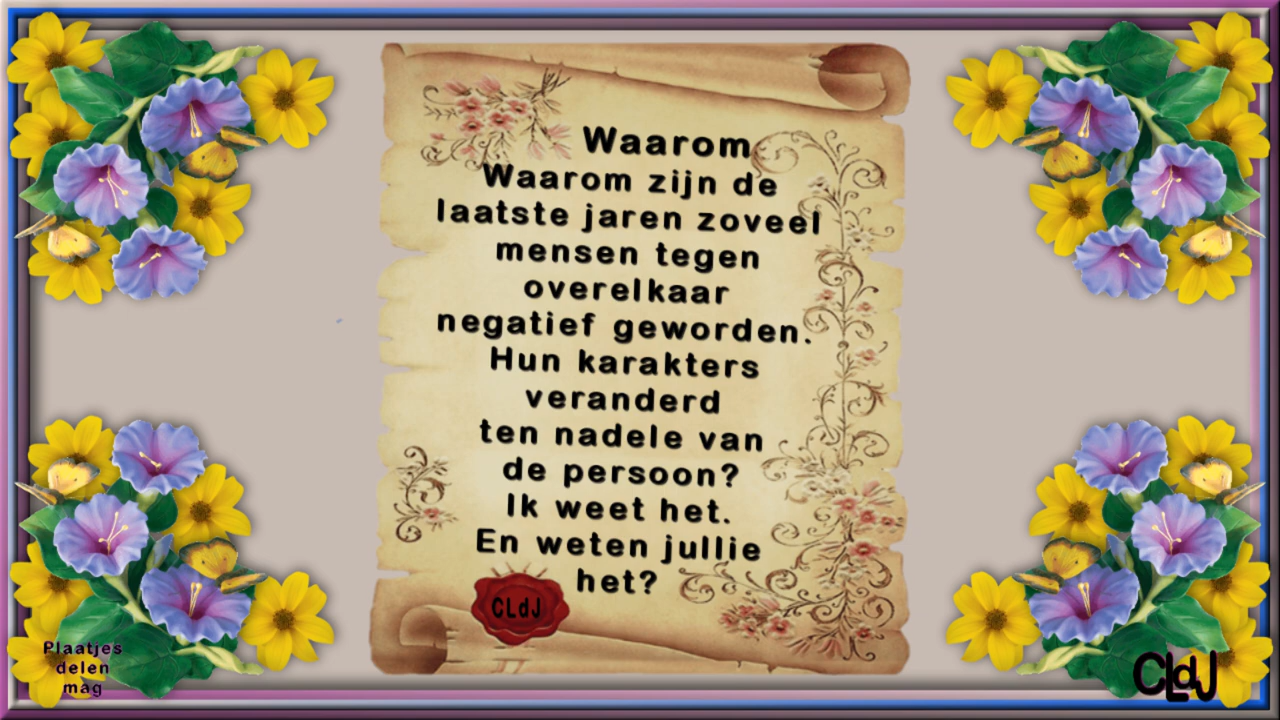 Waarom
Waarom zijn de
laatste jaren zoveel
mensen tegen
overelkaar
negatief geworden.
Hun karakters
veranderd
ten nadele van
de persoon?
Ik weet het.
En weten jullie
het?
CLdJ
Plaatjes
delen
mag
CLdJ